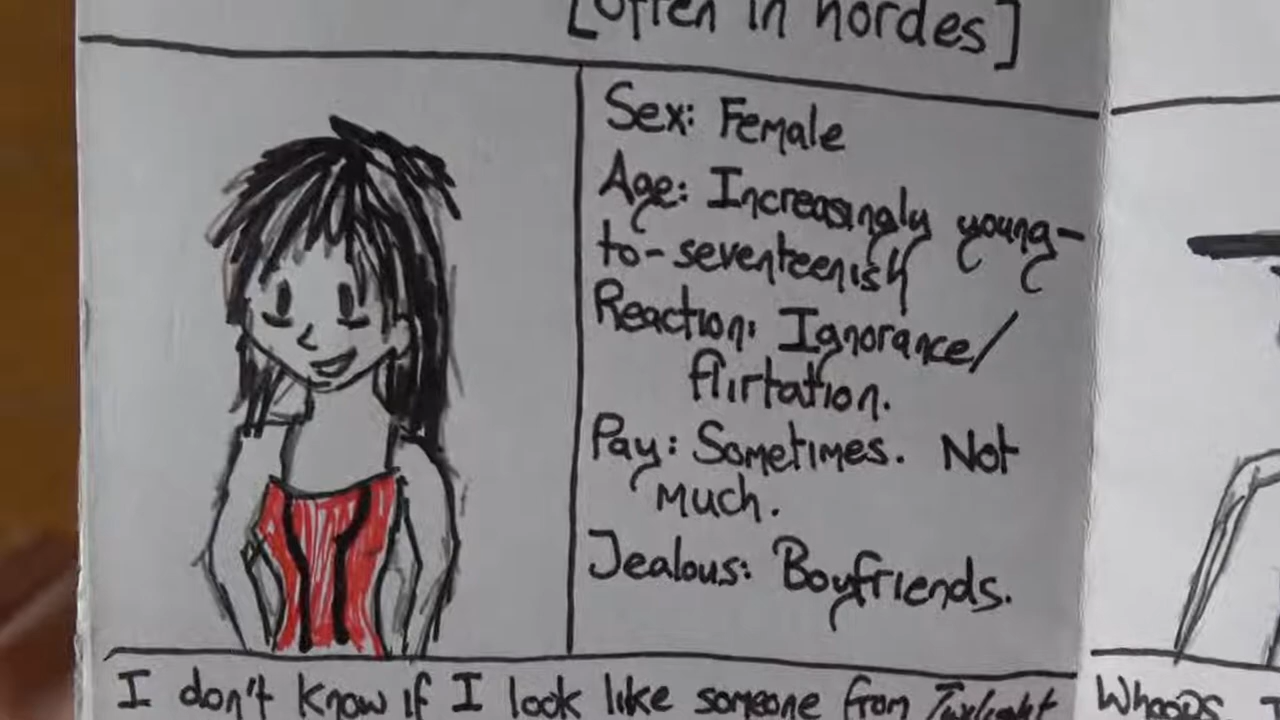 [Often in hordes]
Sex: Female
Age: Increasingly young-
to-seventeenish
Reaction: Ignorance/
flirtation.
Pay: Sometimes. Not
much.
Jealous: Boyfriends.
I don't know if I look like someone from Twilight
Whoops